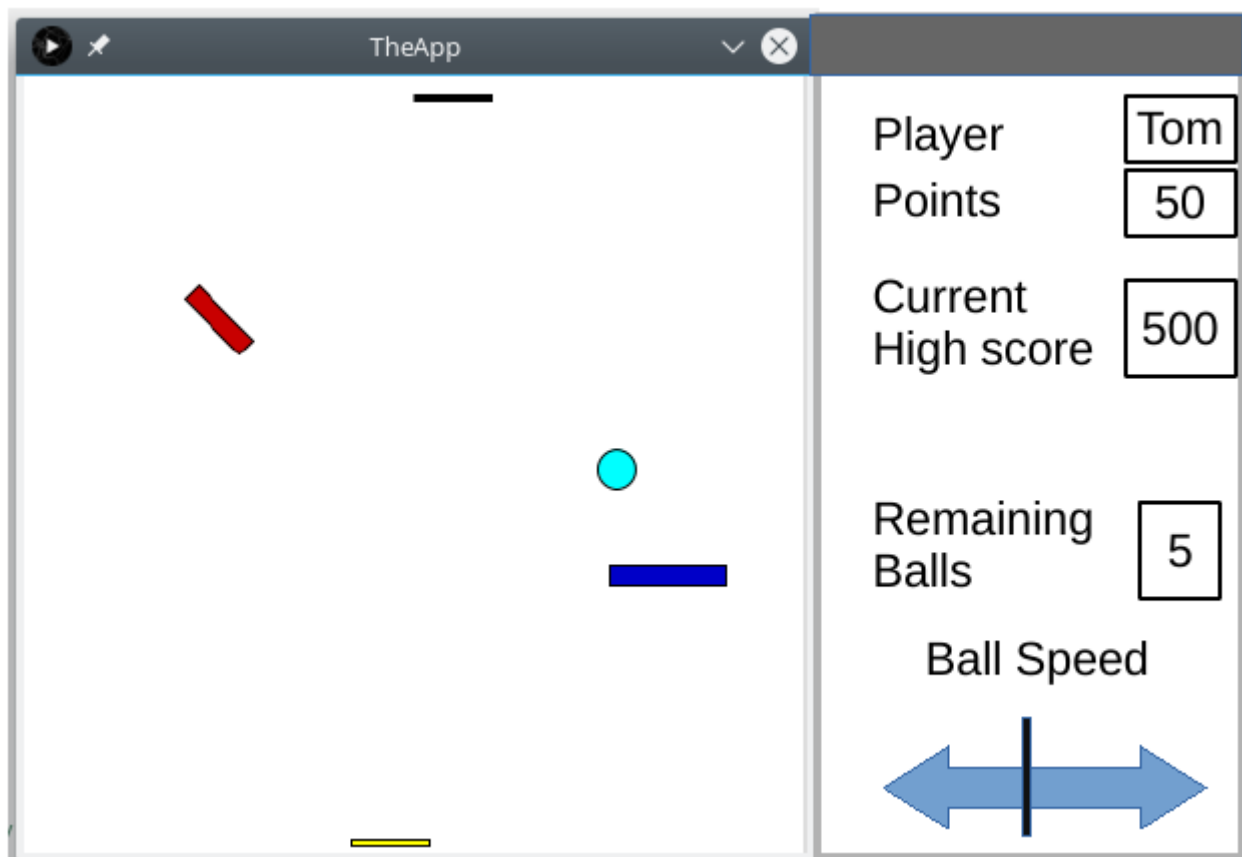 TheApp
Player Tom
Points 50
Current
High score 500
Remaining
Balls 5
Ball Speed